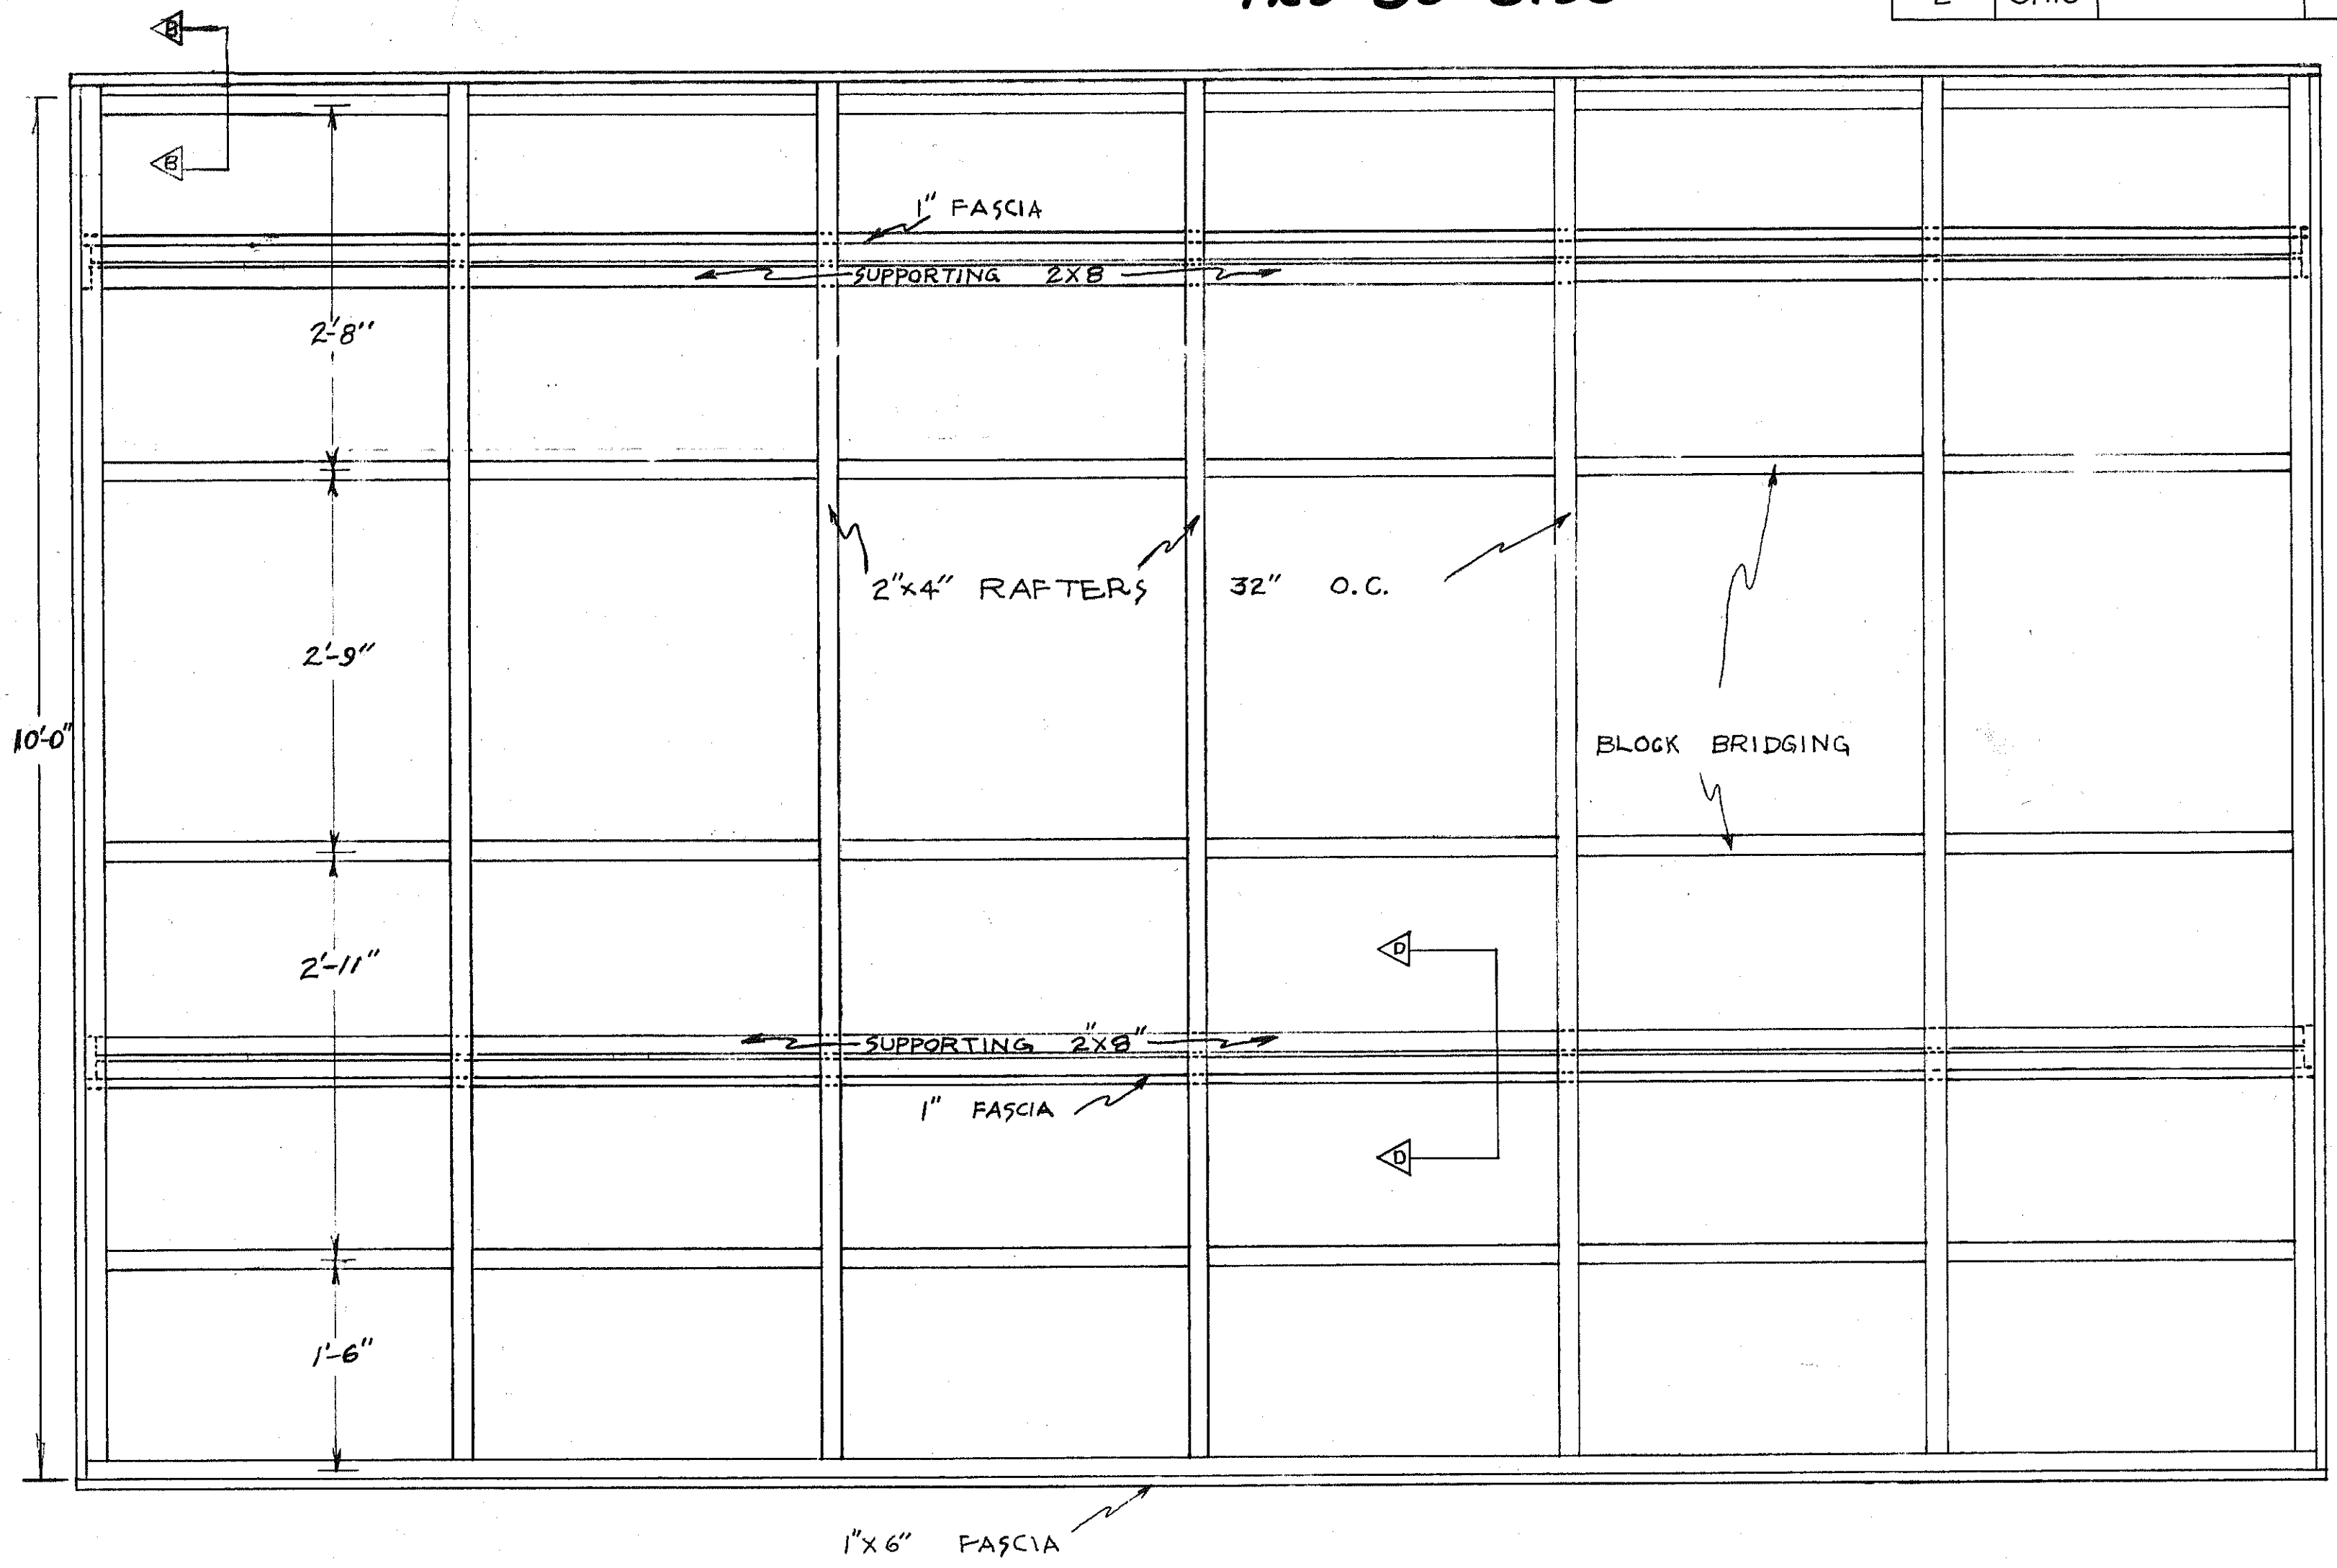 B
B
1" FASCIA
SUPPORTING 2X8
2'-8"
2"x4" RAFTERS 32" O.C.
2'-9"
10'-0"
BLOCK BRIDGING
2'-11"
D
SUPPORTING 2"x8"
1" FASCIA
D
1'-6"
1"X6" FASCIA